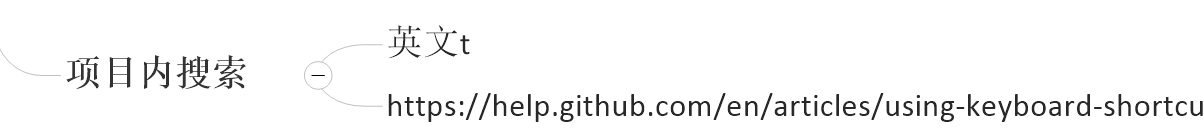 英文t
项目内搜索
https://help.github.com/en/articles/using-keyboard-shortcu